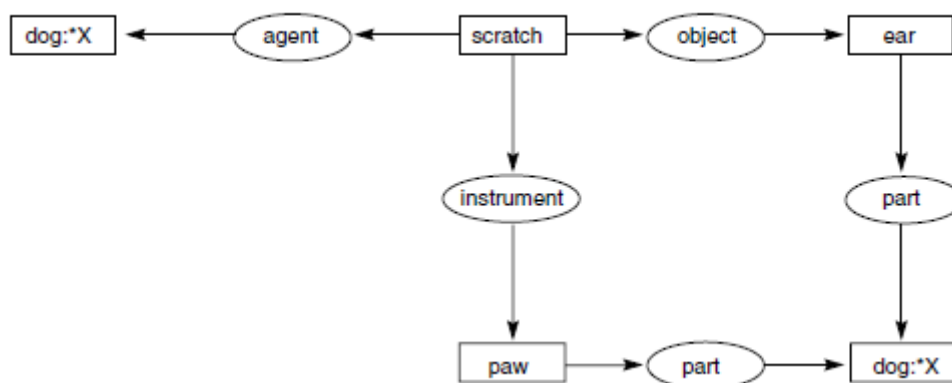 dog:*X agent scratch object ear
instrument part
paw part dog:*X